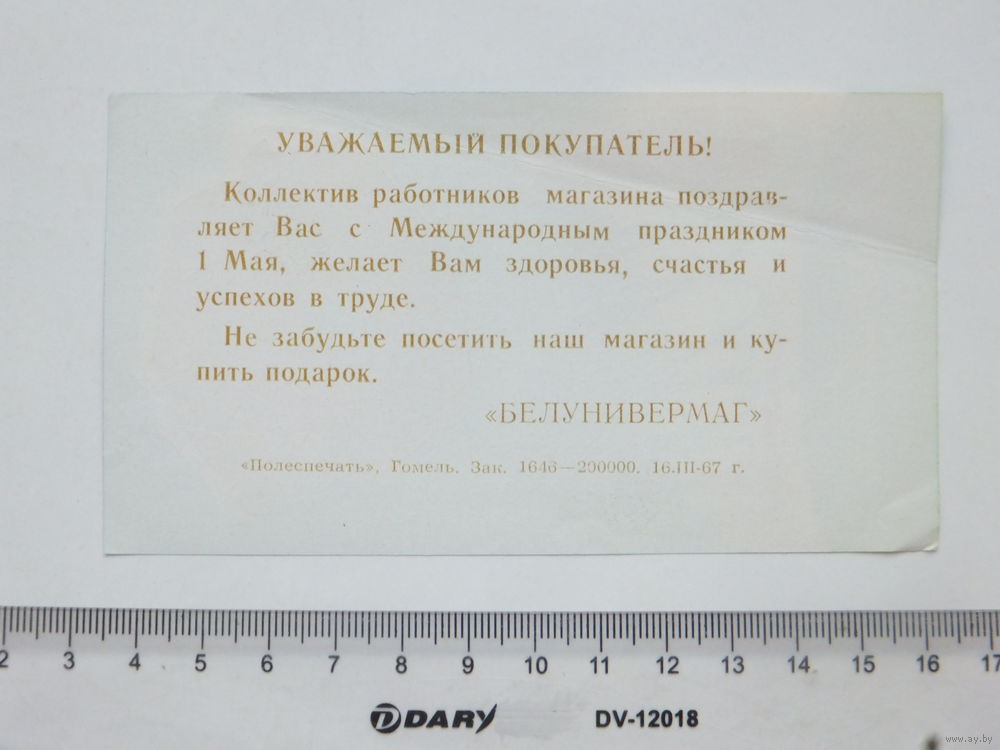 УВАЖАЕМЫЙ ПОКУПАТЕЛЬ!
Коллектив работников магазина поздрав-
ляет Вас с Международным праздником
1 Мая, желает Вам здоровья, счастья и
успехов в труде.
Не забудьте посетить наш магазин и ку-
пить подарок.
«БЕЛУНИВЕРМАГ»
«Полеспечать», Гомель. Зак. 1646—200000. 16.III-67 г.
2 3 4 5 6 7 8 9 10 11 12 13 14 15 16 17
DARY DV-12018
www.ay.by